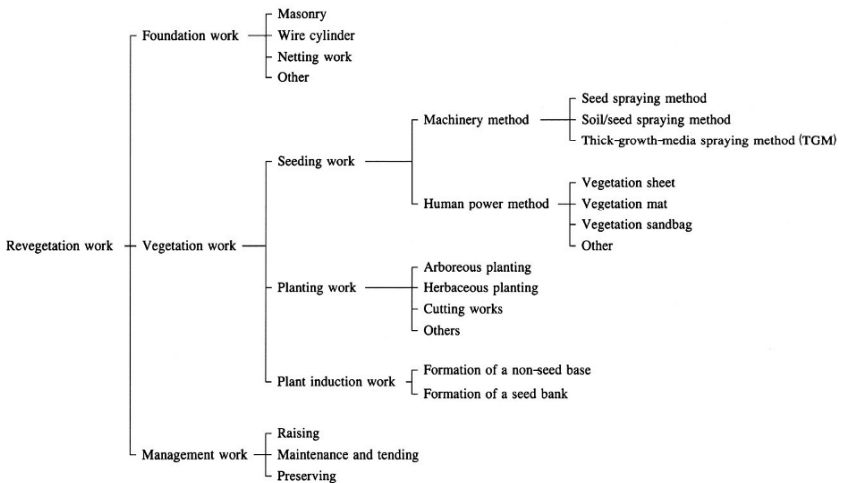 Revegetation work
Foundation work
Masonry
Wire cylinder
Netting work
Other
Vegetation work
Seeding work
Machinery method
Seed spraying method
Soil/seed spraying method
Thick-growth-media spraying method (TGM)
Human power method
Vegetation sheet
Vegetation mat
Vegetation sandbag
Other
Planting work
Arboreous planting
Herbaceous planting
Cutting works
Others
Plant induction work
Formation of a non-seed base
Formation of a seed bank
Management work
Raising
Maintenance and tending
Preserving